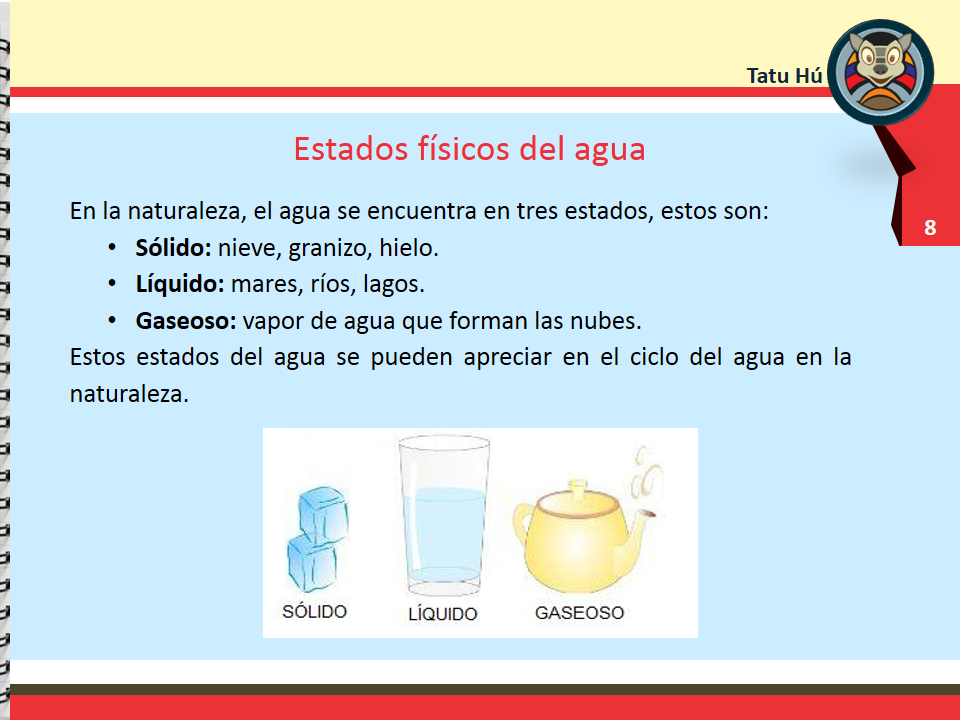 Tatu Hú
8
Estados físicos del agua
En la naturaleza, el agua se encuentra en tres estados, estos son:
• Sólido: nieve, granizo, hielo.
• Líquido: mares, ríos, lagos.
• Gaseoso: vapor de agua que forman las nubes.
Estos estados del agua se pueden apreciar en el ciclo del agua en la
naturaleza.
SÓLIDO
LÍQUIDO
GASEOSO